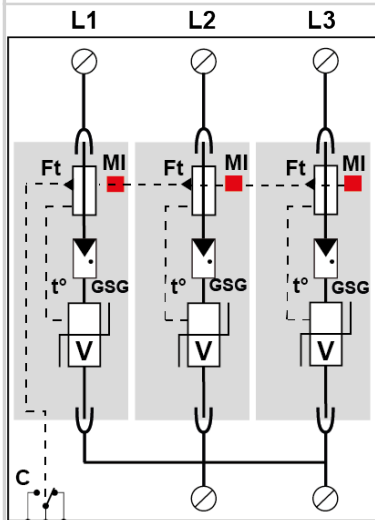 L1 L2 L3
Ft MI Ft MI Ft MI
t° GSG t° GSG t° GSG
V V V
C